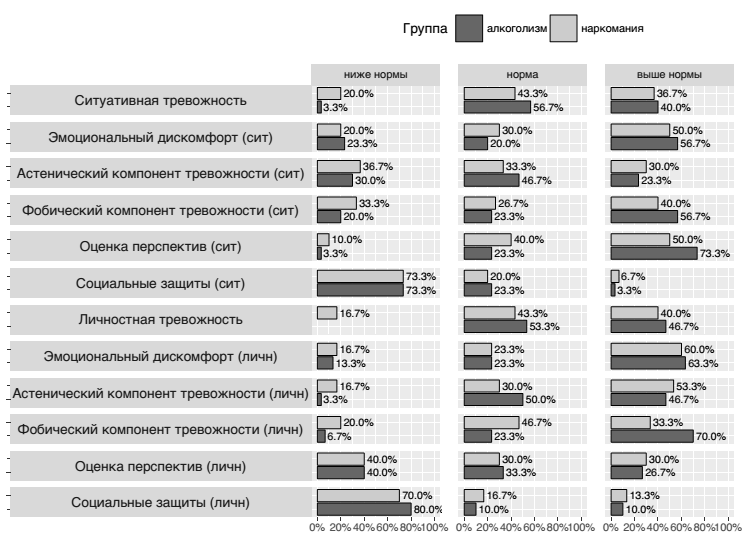 Группа алкоголизм наркомания
ниже нормы норма выше нормы
20.0% 43.3% 36.7%
Ситуативная тревожность
3.3% 56.7% 40.0%
20.0% 30.0% 50.0%
Эмоциональный дискомфорт (сит)
23.3% 20.0% 56.7%
36.7% 33.3% 30.0%
Астенический компонент тревожности (сит)
30.0% 46.7% 23.3%
33.3% 26.7% 40.0%
Фобический компонент тревожности (сит)
20.0% 23.3% 56.7%
10.0% 40.0% 50.0%
Оценка перспектив (сит)
3.3% 23.3% 73.3%
73.3% 20.0% 6.7%
Социальные защиты (сит)
73.3% 23.3% 3.3%
16.7% 43.3% 40.0%
Личностная тревожность
53.3% 46.7%
16.7% 23.3% 60.0%
Эмоциональный дискомфорт (личн)
13.3% 23.3% 63.3%
16.7% 30.0% 53.3%
Астенический компонент тревожности (личн)
3.3% 50.0% 46.7%
20.0% 46.7% 33.3%
Фобический компонент тревожности (личн)
6.7% 23.3% 70.0%
40.0% 30.0% 30.0%
Оценка перспектив (личн)
40.0% 33.3% 26.7%
70.0% 16.7% 13.3%
Социальные защиты (личн)
80.0% 10.0% 10.0%
0% 20% 40% 60% 80% 100% 0% 20% 40% 60% 80% 100% 0% 20% 40% 60% 80% 100%